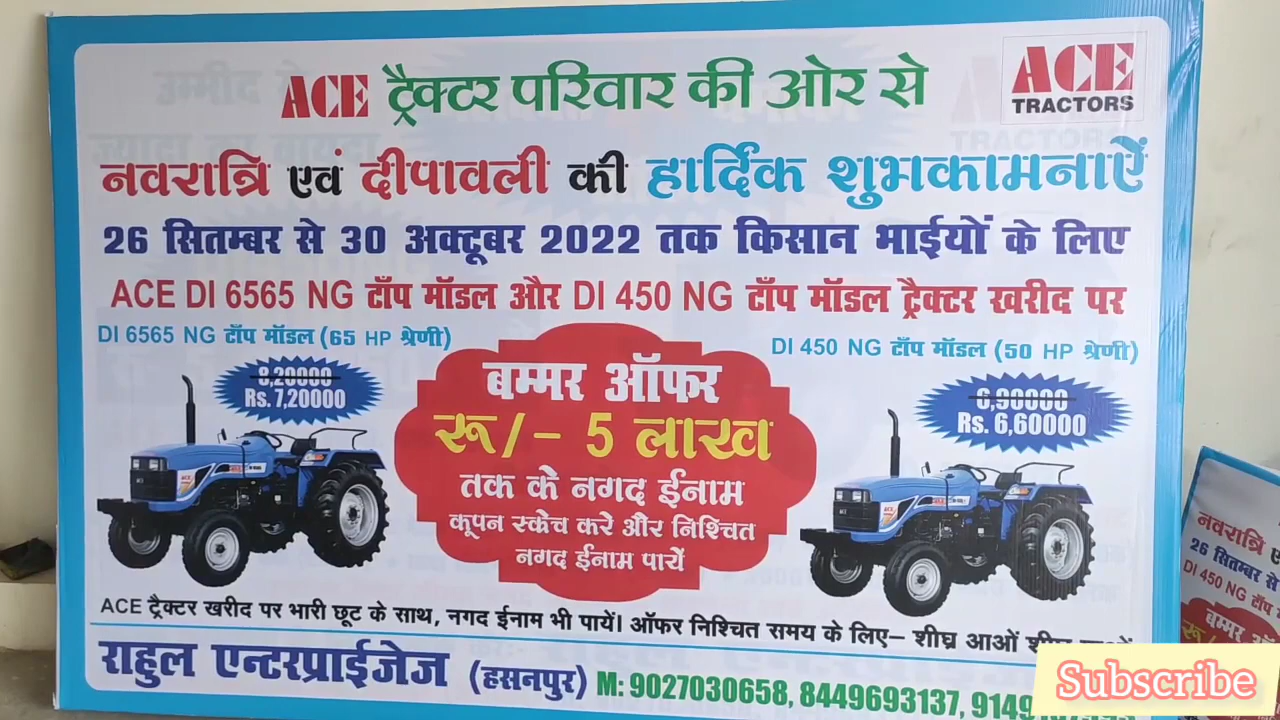 ACE ट्रैक्टर परिवार की ओर से
ACE
TRACTORS
नवरात्रि एवं दीपावली की हार्दिक शुभकामनाऐं
26 सितम्बर से 30 अक्टूबर 2022 तक किसान भाईयों के लिए
ACE DI 6565 NG टॉप मॉडल और DI 450 NG टॉप मॉडल ट्रैक्टर खरीद पर
DI 6565 NG टॉप मॉडल (65 HP श्रेणी)
8,20000
Rs. 7,20000
बम्मर ऑफर
रू/- 5 लाख
तक के नगद ईनाम
कूपन स्केच करे और निश्चित
नगद ईनाम पायें
DI 450 NG टॉप मॉडल (50 HP श्रेणी)
6,90000
Rs. 6,60000
ACE ट्रैक्टर खरीद पर भारी छूट के साथ, नगद ईनाम भी पायें। ऑफर निश्चित समय के लिए– शीघ्र आओं
राहुल एन्टरप्राईजेज (हसनपुर) M: 9027030658, 8449693137,
नवरात्रि
26 सितम्बर से
DI 450 NG टॉप
बम्मर
Subscribe